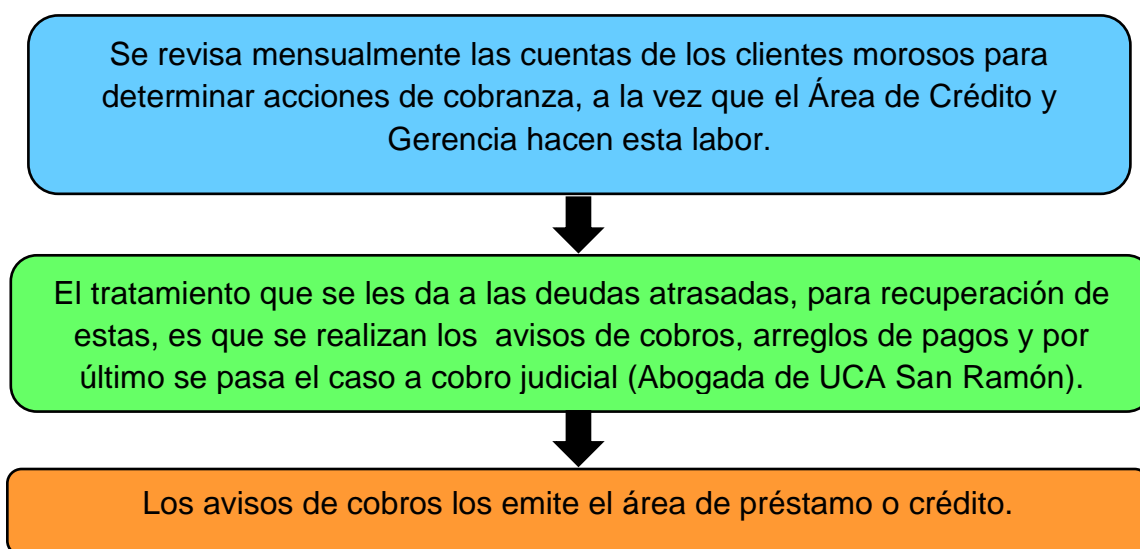 Se revisa mensualmente las cuentas de los clientes morosos para
determinar acciones de cobranza, a la vez que el Área de Crédito y
Gerencia hacen esta labor.
El tratamiento que se les da a las deudas atrasadas, para recuperación de
estas, es que se realizan los avisos de cobros, arreglos de pagos y por
último se pasa el caso a cobro judicial (Abogada de UCA San Ramón).
Los avisos de cobros los emite el área de préstamo o crédito.